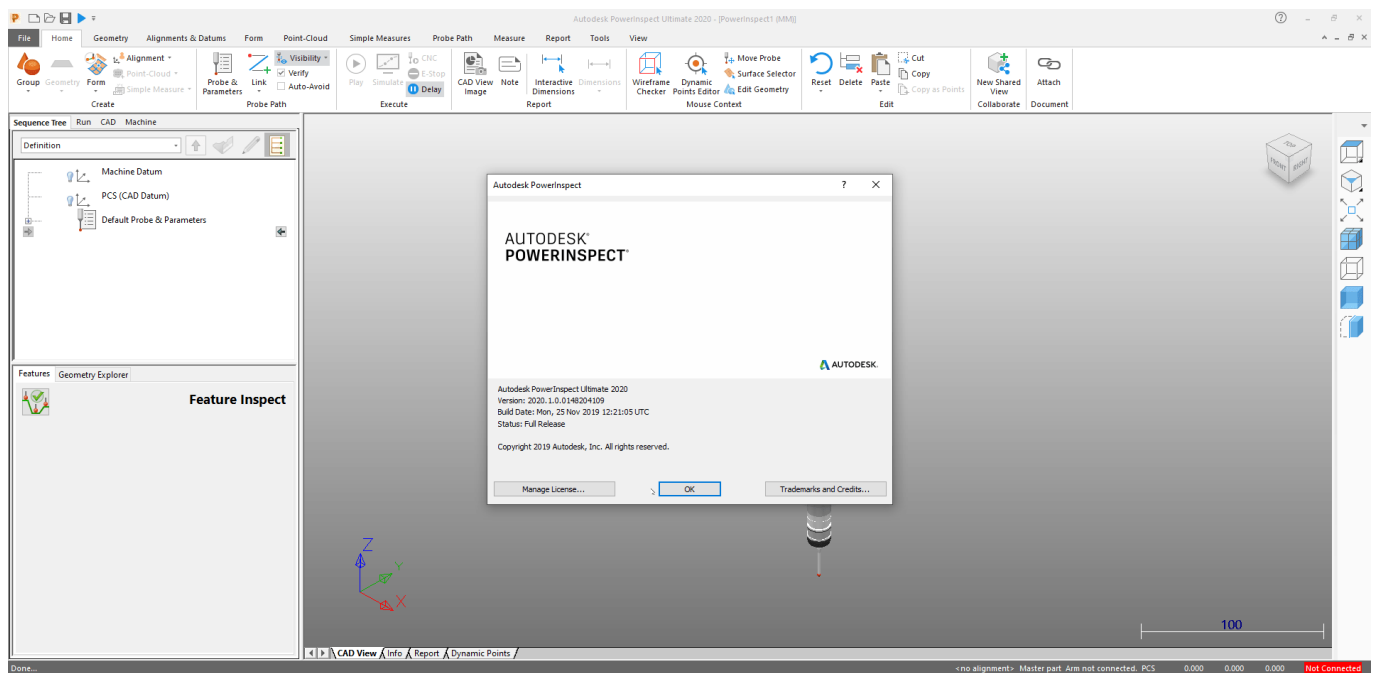 Autodesk PowerInspect Ultimate 2020 - [PowerInspect1 (MM)]
File Home Geometry Alignments & Datums Form Point-Cloud Simple Measures Probe Path Measure Report Tools View
Group
Geometry
Form
Alignment
Point-Cloud
Simple Measure
Create
Probe &
Parameters
Link
Visibility
Verify
Auto-Avoid
Probe Path
Play
Simulate
CNC
E-Stop
Delay
Execute
CAD View
Image
Note
Interactive
Dimensions
Dimensions
Report
Wireframe
Checker
Dynamic
Points Editor
Move Probe
Surface Selector
Edit Geometry
Mouse Context
Reset
Delete
Paste
Cut
Copy
Copy as Points
Edit
New Shared
View
Collaborate
Attach
Document
Sequence Tree Run CAD Machine
Definition
Machine Datum
PCS (CAD Datum)
Default Probe & Parameters
Features Geometry Explorer
Feature Inspect
TOP
FRONT RIGHT
Autodesk PowerInspect
AUTODESK®
POWERINSPECT®
AUTODESK.
Autodesk PowerInspect Ultimate 2020
Version: 2020.1.0.0148204109
Build Date: Mon, 25 Nov 2019 12:21:05 UTC
Status: Full Release
Copyright 2019 Autodesk, Inc. All rights reserved.
Manage License... OK Trademarks and Credits...
Z
Y
X
100
CAD View Info Report Dynamic Points
Done... <no alignment> Master part Arm not connected. PCS 0.000 0.000 0.000 Not Connected